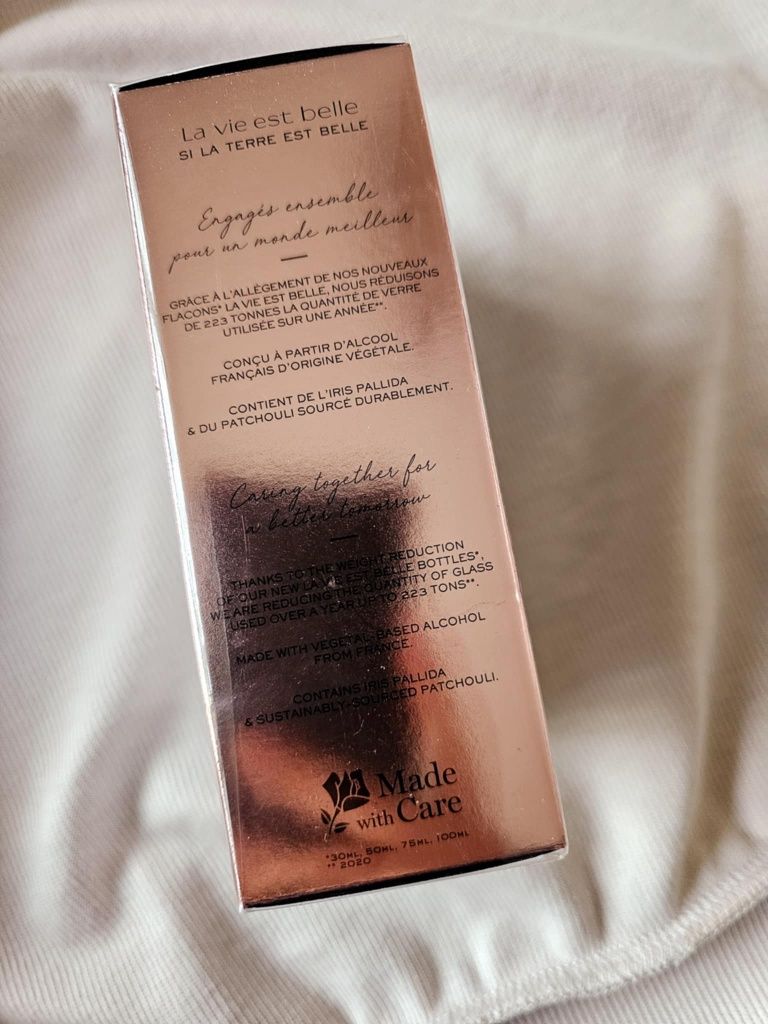 La vie est belle
SI LA TERRE EST BELLE
Engagés ensemble
pour un monde meilleur
GRÂCE À L'ALLÈGEMENT DE NOS NOUVEAUX
FLACONS* LA VIE EST BELLE, NOUS RÉDUISONS
DE 223 TONNES LA QUANTITÉ DE VERRE
UTILISÉE SUR UNE ANNÉE**.
CONÇU À PARTIR D'ALCOOL
FRANÇAIS D'ORIGINE VÉGÉTALE.
CONTIENT DE L'IRIS PALLIDA
& DU PATCHOULI SOURCÉ DURABLEMENT.
Caring together for
a better tomorrow
THANKS TO THE WEIGHT REDUCTION
OF OUR NEW LA VIE EST BELLE BOTTLES*,
WE ARE REDUCING THE QUANTITY OF GLASS
USED OVER A YEAR UP TO 223 TONS**.
MADE WITH VEGETAL-BASED ALCOHOL
FROM FRANCE.
CONTAINS IRIS PALLIDA
& SUSTAINABLY-SOURCED PATCHOULI.
Made
with Care
*30ML, 50ML, 75ML, 100ML
** 2020